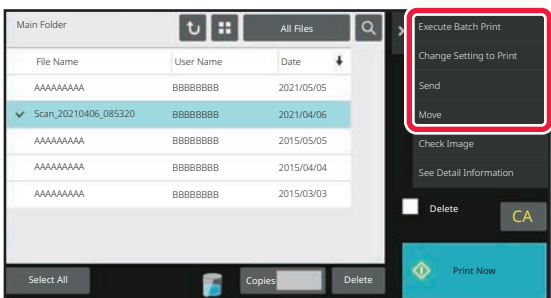 Main Folder
All Files
File Name User Name Date
AAAAAAAAA BBBBBBBB 2021/05/05
Scan_20210406_085320 BBBBBBBB 2021/04/06
AAAAAAAAA BBBBBBBB 2015/05/05
AAAAAAAAA BBBBBBBB 2015/04/04
AAAAAAAAA BBBBBBBB 2015/03/03
Select All
Copies
Delete
Execute Batch Print
Change Setting to Print
Send
Move
Check Image
See Detail Information
Delete
CA
Print Now